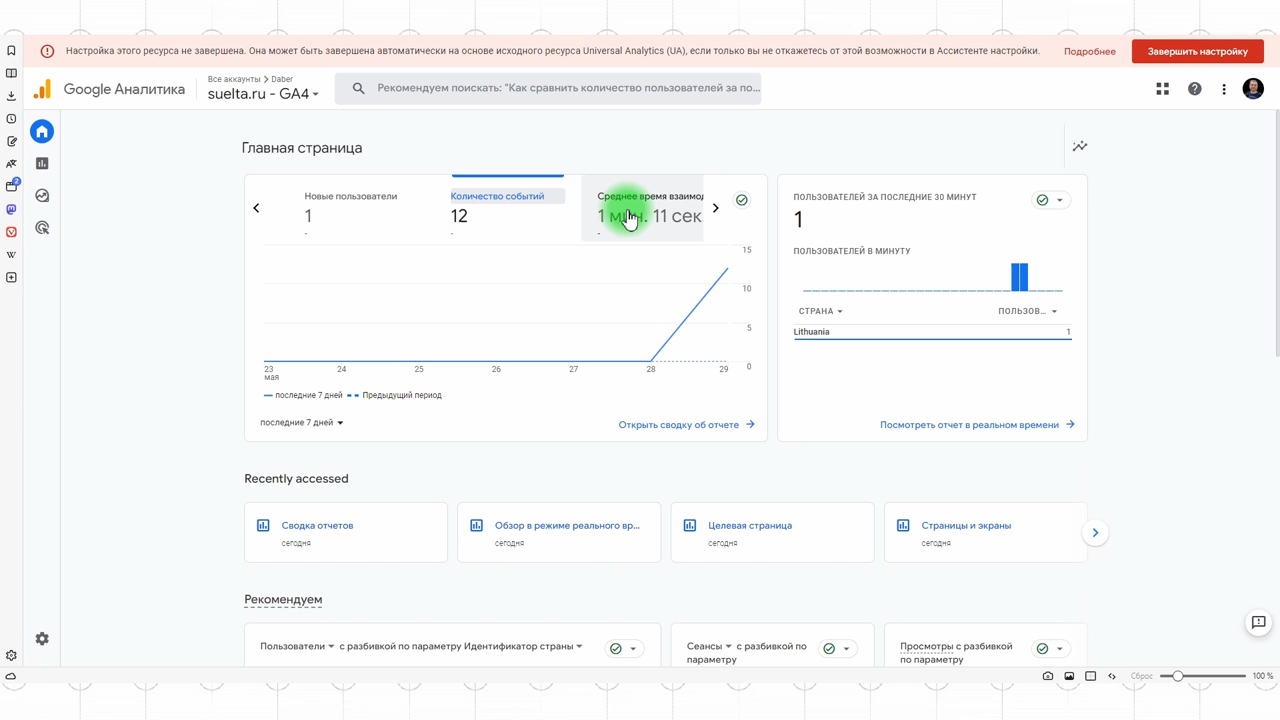 Настройка этого ресурса не завершена. Она может быть завершена автоматически на основе исходного ресурса Universal Analytics (UA), если только вы не откажетесь от этой возможности в Ассистенте настройки.
Подробнее
Завершить настройку
Google Аналитика
Все аккаунты > Daber
suelta.ru - GA4
Рекомендуем поискать: "Как сравнить количество пользователей за по...
Главная страница
Новые пользователи
1
-
Количество событий
12
-
Среднее время взаимод
1 мин. 11 сек
-
15
10
5
0
23
мая
24
25
26
27
28
29
последние 7 дней
Предыдущий период
последние 7 дней
Открыть сводку об отчете
ПОЛЬЗОВАТЕЛЕЙ ЗА ПОСЛЕДНИЕ 30 МИНУТ
1
ПОЛЬЗОВАТЕЛЕЙ В МИНУТУ
СТРАНА
ПОЛЬЗОВ...
Lithuania
1
Посмотреть отчет в реальном времени
Recently accessed
Сводка отчетов
сегодня
Обзор в режиме реального вр...
сегодня
Целевая страница
сегодня
Страницы и экраны
сегодня
Рекомендуем
Пользователи с разбивкой по параметру Идентификатор страны
Сеансы с разбивкой по
параметру
Просмотры с разбивкой
по параметру
2
W
Сброс
100 %